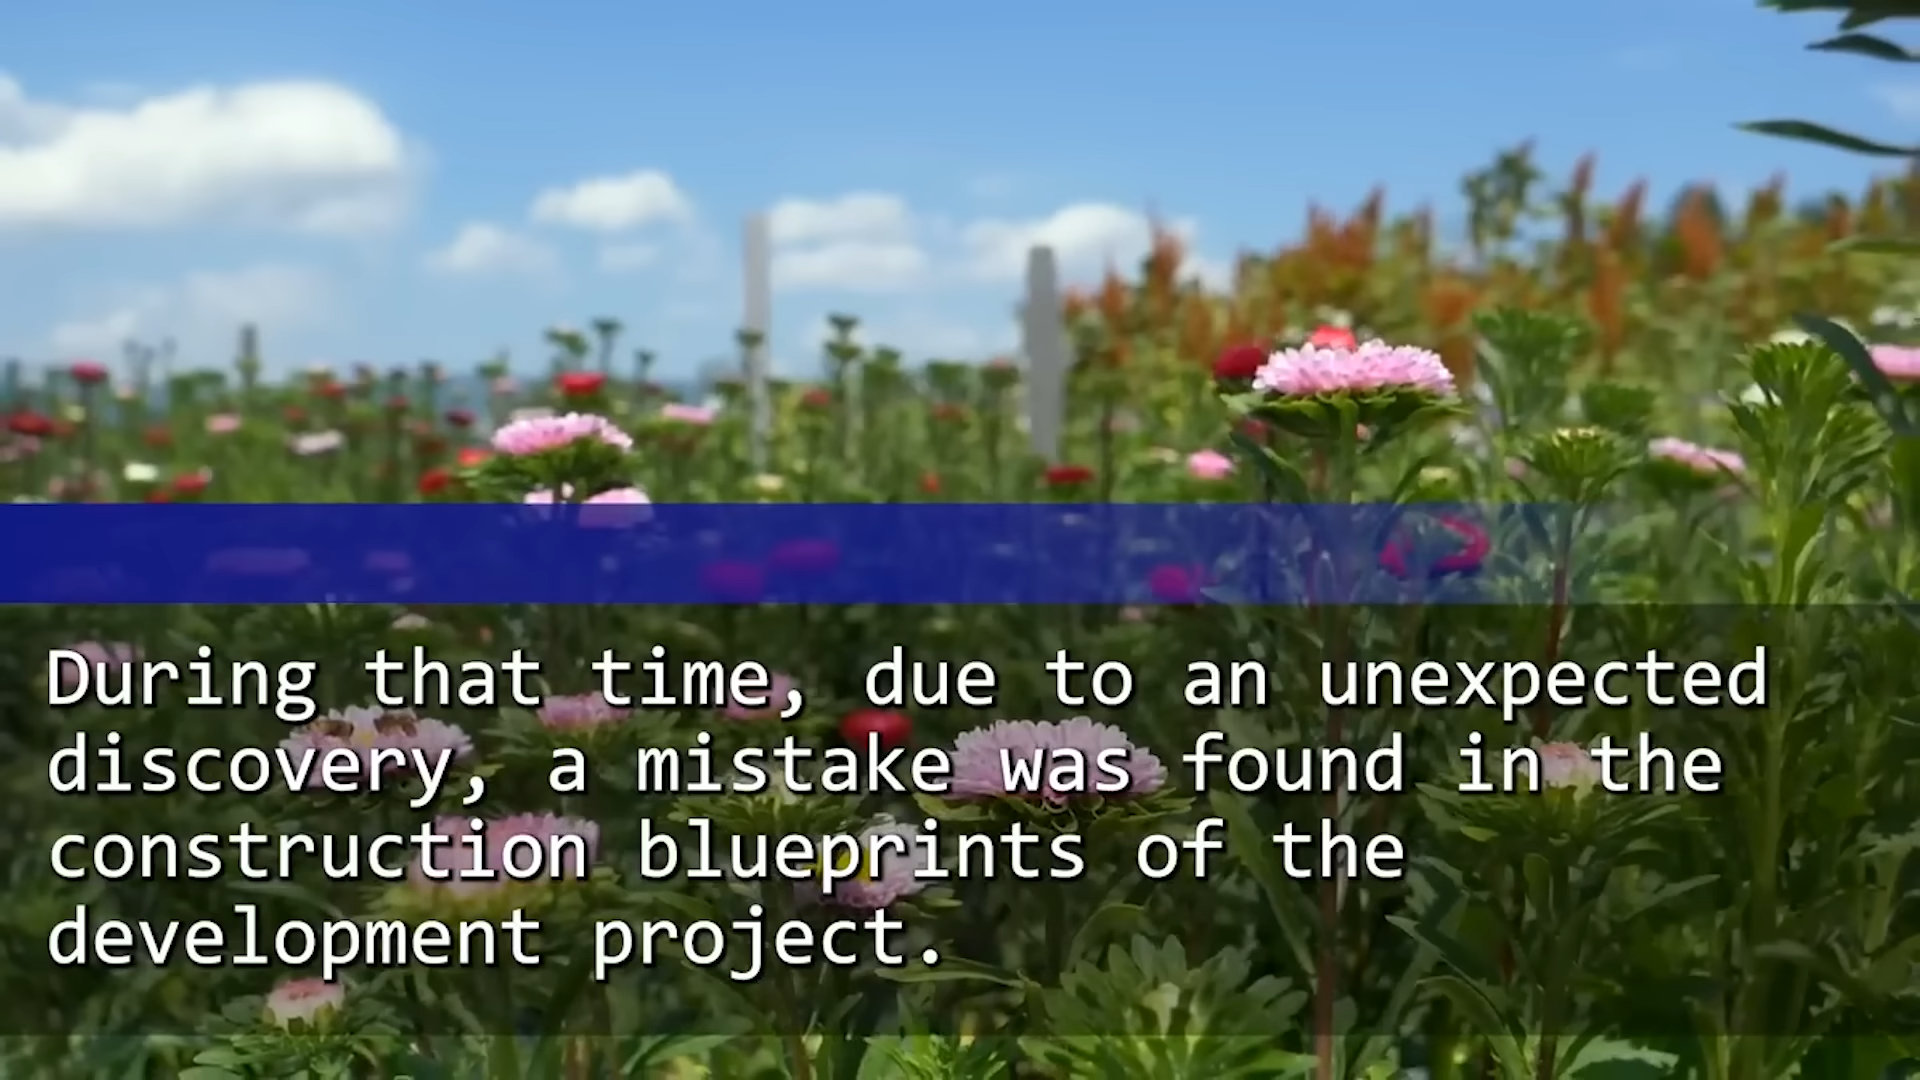 During that time, due to an unexpected
discovery, a mistake was found in the
construction blueprints of the
development project.